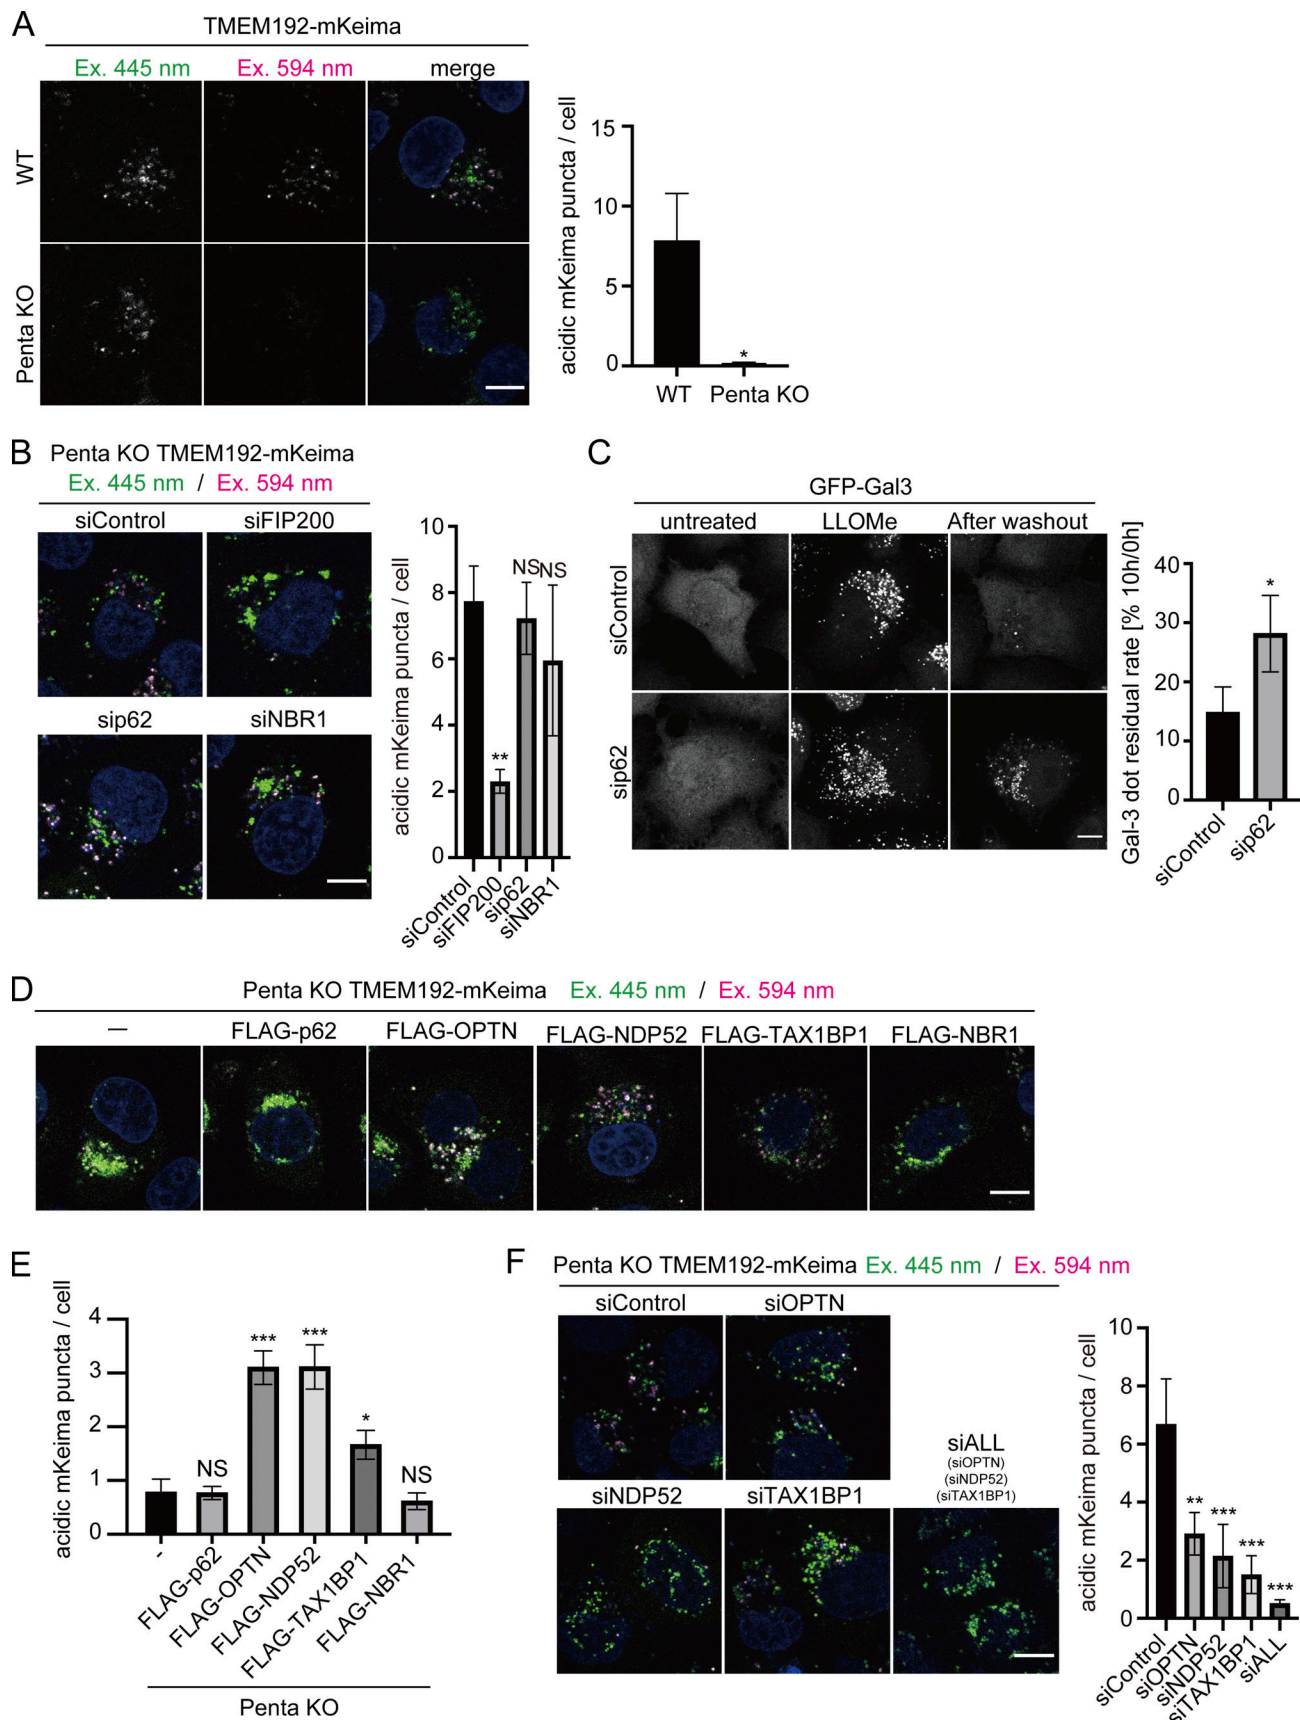 A
TMEM192-mKeima
Ex. 445 nm Ex. 594 nm merge
WT
Penta KO
acidic mKeima puncta / cell
15
10
5
0
WT Penta KO
*
B
Penta KO TMEM192-mKeima
Ex. 445 nm / Ex. 594 nm
siControl siFIP200
sip62 siNBR1
acidic mKeima puncta / cell
10
8
6
4
2
0
** NS NS
siControl
siFIP200
sip62
siNBR1
C
GFP-Gal3
untreated LLOMe After washout
siControl
sip62
Gal-3 dot residual rate [% 10h/0h]
40
30
20
10
0
*
siControl
sip62
D
Penta KO TMEM192-mKeima Ex. 445 nm / Ex. 594 nm
— FLAG-p62 FLAG-OPTN FLAG-NDP52 FLAG-TAX1BP1 FLAG-NBR1
E
acidic mKeima puncta / cell
4
3
2
1
0
NS *** *** * NS
-
FLAG-p62
FLAG-OPTN
FLAG-NDP52
FLAG-TAX1BP1
FLAG-NBR1
Penta KO
F
Penta KO TMEM192-mKeima Ex. 445 nm / Ex. 594 nm
siControl siOPTN
siNDP52 siTAX1BP1
siALL
(siOPTN)
(siNDP52)
(siTAX1BP1)
acidic mKeima puncta / cell
10
8
6
4
2
0
** *** *** ***
siControl
siOPTN
siNDP52
siTAX1BP1
siALL